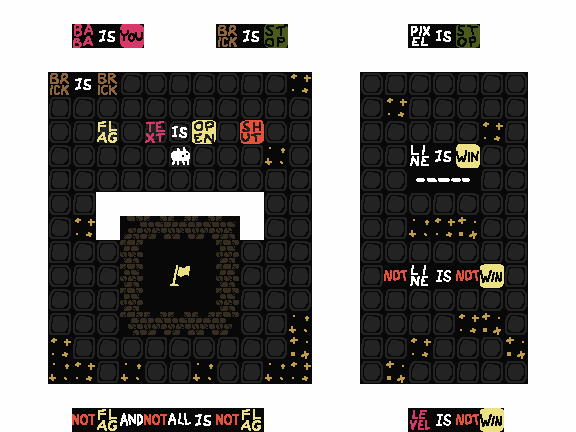 BABA IS YOU
BRICK IS STOP
PIXEL IS STOP
BRICK IS BRICK
FLAG TEXT IS OPEN SHUT
LINE IS WIN
NOT LINE IS NOT WIN
NOT FLAG AND NOT ALL IS NOT FLAG
LEVEL IS NOT WIN